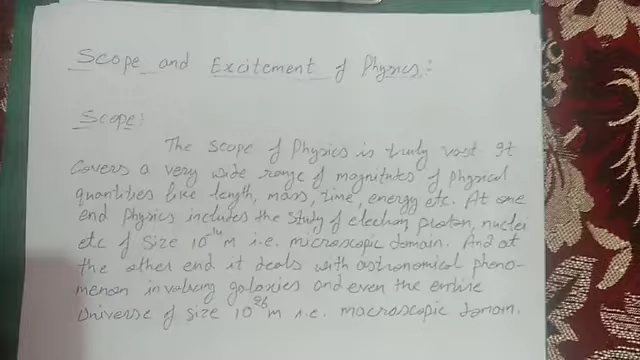 Scope and Excitement of Physics:
Scope:
The scope of Physics is truly vast. It
covers a very wide range of magnitudes of physical
quantities like length, mass, time, energy etc. At one
end Physics includes the study of electron, proton, nuclei
etc of size 10⁻¹⁴m i.e. microscopic domain. And at
the other end it deals with astronomical pheno-
menon involving galaxies and even the entire
Universe of size 10²⁶m i.e. macroscopic domain.